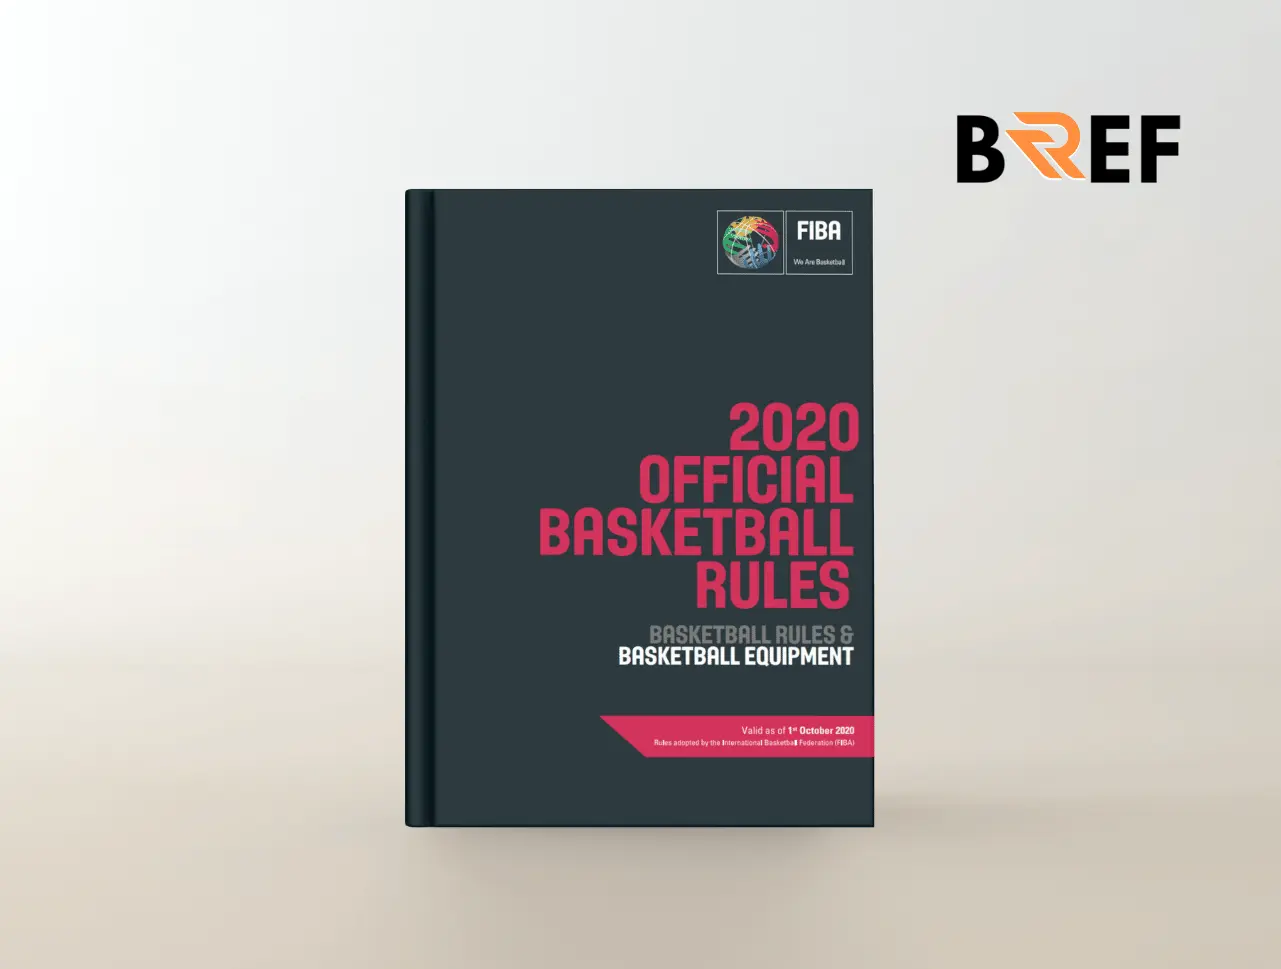 BREF
FIBA
We Are Basketball
2020
OFFICIAL
BASKETBALL
RULES
BASKETBALL RULES &
BASKETBALL EQUIPMENT
Valid as of 1st October 2020
Rules adopted by the International Basketball Federation (FIBA)